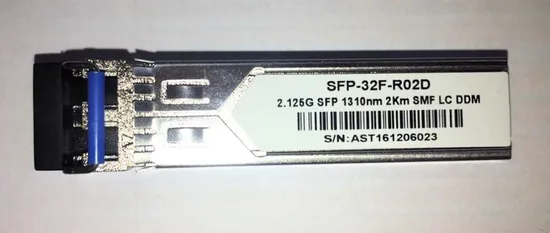 SFP-32F-R02D
2.125G SFP 1310nm 2Km SMF LC DDM
S/N:AST161206023